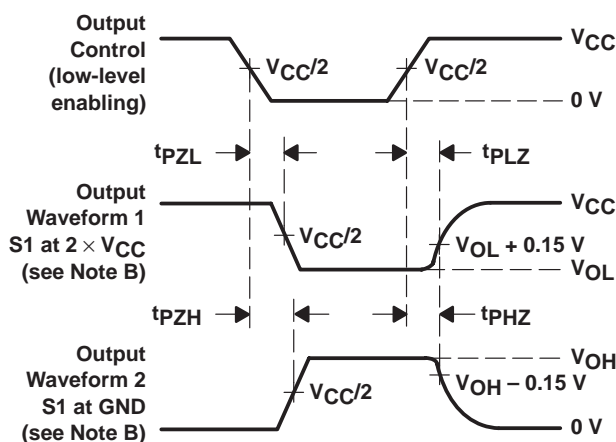 Output
Control
(low-level
enabling)
VCC/2
VCC/2
VCC
0 V
tPZL
tPLZ
Output
Waveform 1
S1 at 2 × VCC
(see Note B)
VCC/2
VCC
VOL + 0.15 V
VOL
tPZH
tPHZ
Output
Waveform 2
S1 at GND
(see Note B)
VCC/2
VOH
VOH − 0.15 V
0 V